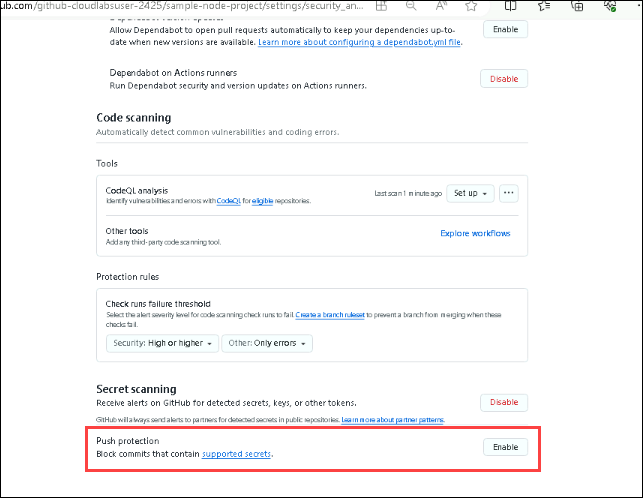 ub.com/github-cloudlabsuser-2425/sample-node-project/settings/security_an...
Dependabot version updates
Allow Dependabot to open pull requests automatically to keep your dependencies up-to-
date when new versions are available. Learn more about configuring a dependabot.yml file.
Enable
Dependabot on Actions runners
Run Dependabot security and version updates on Actions runners.
Disable
Code scanning
Automatically detect common vulnerabilities and coding errors.
Tools
CodeQL analysis
Identify vulnerabilities and errors with CodeQL for eligible repositories.
Last scan 1 minute ago
Set up
Other tools
Add any third-party code scanning tool.
Explore workflows
Protection rules
Check runs failure threshold
Select the alert severity level for code scanning check runs to fail. Create a branch ruleset to prevent a branch from merging when these
checks fail.
Security: High or higher
Other: Only errors
Secret scanning
Receive alerts on GitHub for detected secrets, keys, or other tokens.
Disable
GitHub will always send alerts to partners for detected secrets in public repositories. Learn more about partner patterns.
Push protection
Block commits that contain supported secrets.
Enable